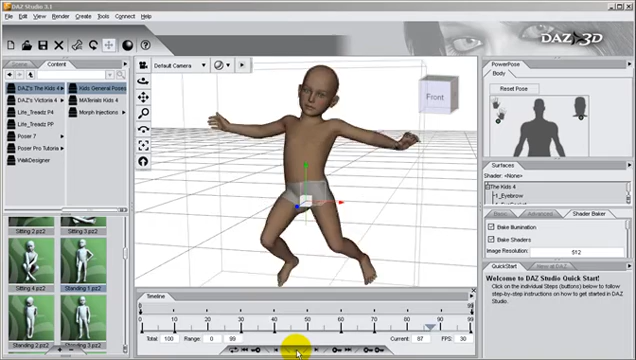 DAZ Studio 3.1
File Edit View Render Create Tools Connect Help
DAZ 3D
Scene Content
DAZ's The Kids 4
DAZ's Victoria 4
Life_Treadz P4
Life_Treadz PP
Poser 7
Poser Pro Tutoria
WalkDesigner
Kids General Poses
MATerials Kids 4
Morph Injections
Sitting 2.pz2 Sitting 3.pz2
Sitting 4.pz2 Standing 1.pz2
Standing 2.pz2 Standing 3.pz2
Default Camera
Front
Timeline
0 10 20 30 40 50 60 70 80 90 99
Total: 100 Range: 0 99 Current: 87 FPS: 30
PowerPose
Body
Reset Pose
Surfaces
Shader: <None>
The Kids 4
1_Eyebrow
Basic Advanced Shader Baker
Bake Illumination
Bake Shaders
Image Resolution: 512
QuickStart
Welcome to DAZ Studio Quick Start!
Click on the individual Steps (buttons) below to follow
step-by-step instructions on how to get started in DAZ
Studio.